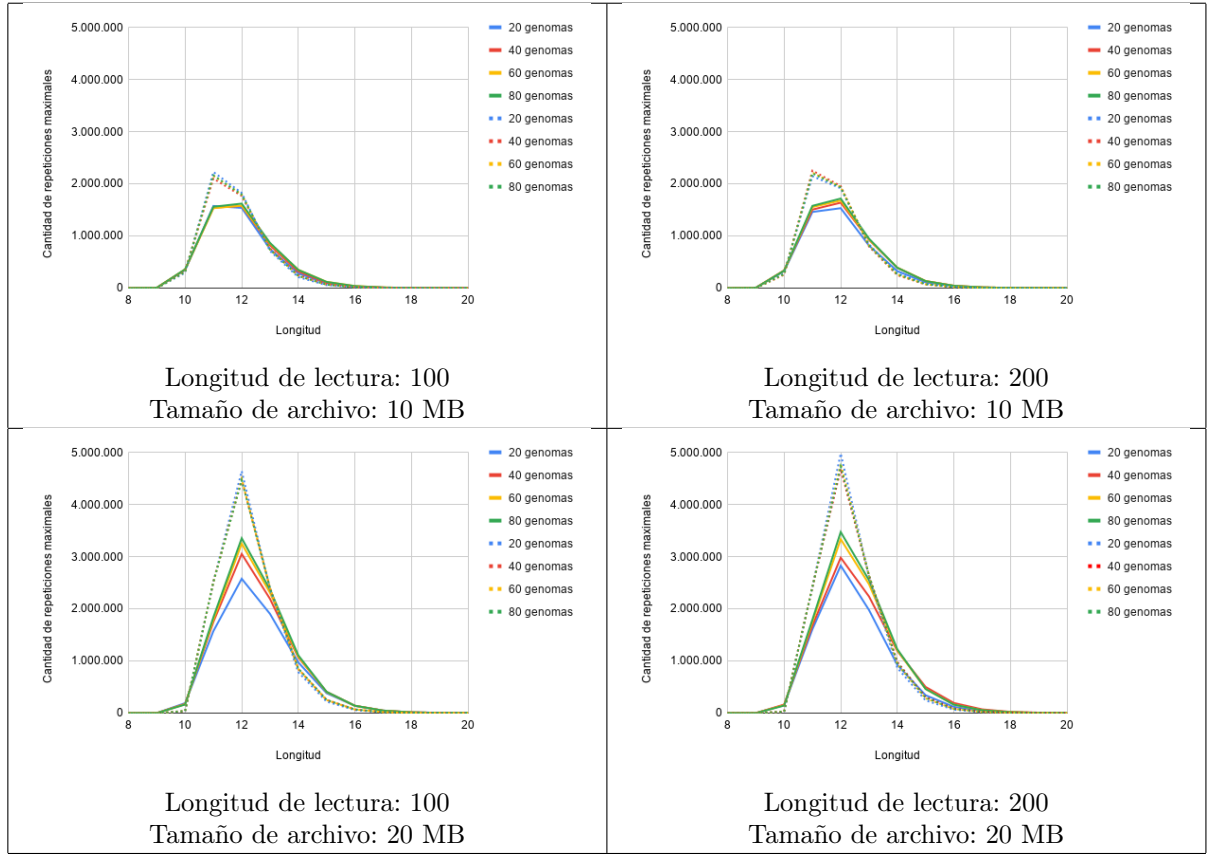 5.000.000
4.000.000
3.000.000
2.000.000
1.000.000
0
Cantidad de repeticiones maximales
8 10 12 14 16 18 20
Longitud
20 genomas
40 genomas
60 genomas
80 genomas
20 genomas
40 genomas
60 genomas
80 genomas
Longitud de lectura: 100
Tamaño de archivo: 10 MB
5.000.000
4.000.000
3.000.000
2.000.000
1.000.000
0
Cantidad de repeticiones maximales
8 10 12 14 16 18 20
Longitud
20 genomas
40 genomas
60 genomas
80 genomas
20 genomas
40 genomas
60 genomas
80 genomas
Longitud de lectura: 200
Tamaño de archivo: 10 MB
5.000.000
4.000.000
3.000.000
2.000.000
1.000.000
0
Cantidad de repeticiones maximales
8 10 12 14 16 18 20
Longitud
20 genomas
40 genomas
60 genomas
80 genomas
20 genomas
40 genomas
60 genomas
80 genomas
Longitud de lectura: 100
Tamaño de archivo: 20 MB
5.000.000
4.000.000
3.000.000
2.000.000
1.000.000
0
Cantidad de repeticiones maximales
8 10 12 14 16 18 20
Longitud
20 genomas
40 genomas
60 genomas
80 genomas
20 genomas
40 genomas
60 genomas
80 genomas
Longitud de lectura: 200
Tamaño de archivo: 20 MB